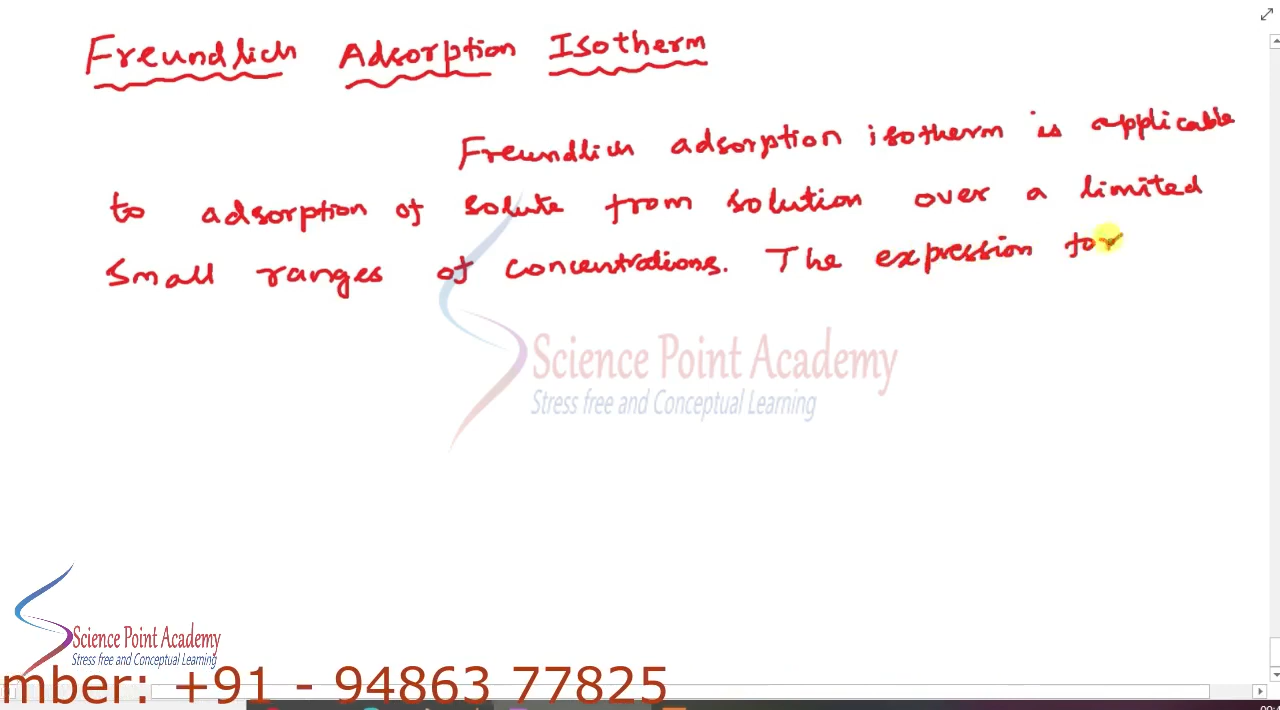 Freundlich Adsorption Isotherm
Freundlich adsorption isotherm is applicable
to adsorption of solute from solution over a limited
small ranges of concentrations. The expression for
Science Point Academy
Stress free and Conceptual Learning
Science Point Academy
Stress free and Conceptual Learning
mber: +91 - 94863 77825